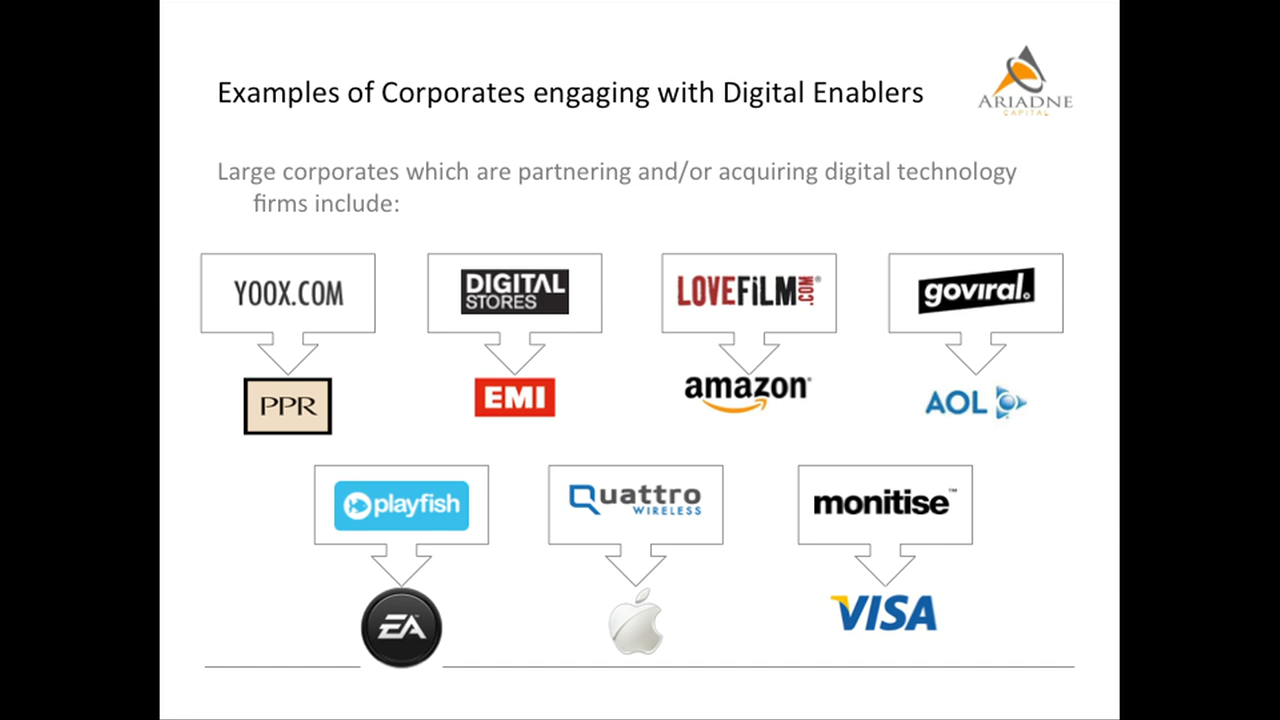 Examples of Corporates engaging with Digital Enablers
ARIADNE
CAPITAL
Large corporates which are partnering and/or acquiring digital technology
firms include:
YOOX.COM
DIGITAL
STORES
LOVEFiLM.COM®
goviral.
PPR
EMI
amazon
AOL
playfish
Quattro
WIRELESS
monitise™
EA
VISA